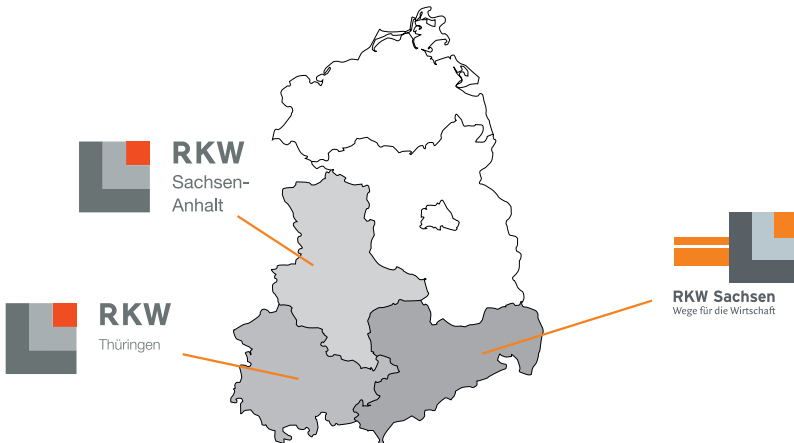 RKW
Sachsen-
Anhalt
RKW
Thüringen
RKW Sachsen
Wege für die Wirtschaft